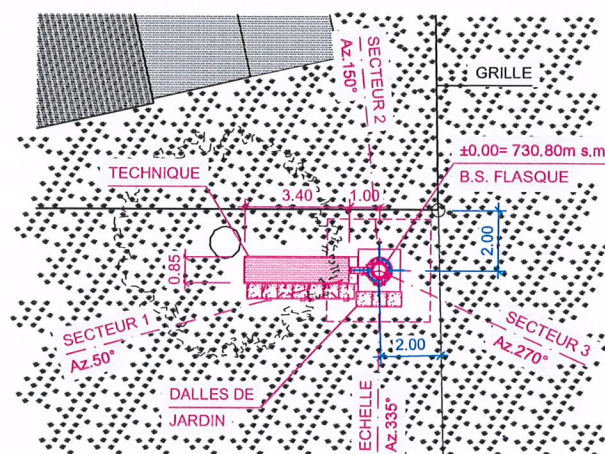 SECTEUR 2
Az.150°
GRILLE
±0.00= 730.80m s.m
B.S. FLASQUE
TECHNIQUE
3.40
1.00
2.00
0.85
SECTEUR 1
Az.50°
SECTEUR 3
Az.270°
2.00
DALLES DE
JARDIN
ECHELLE
Az.335°